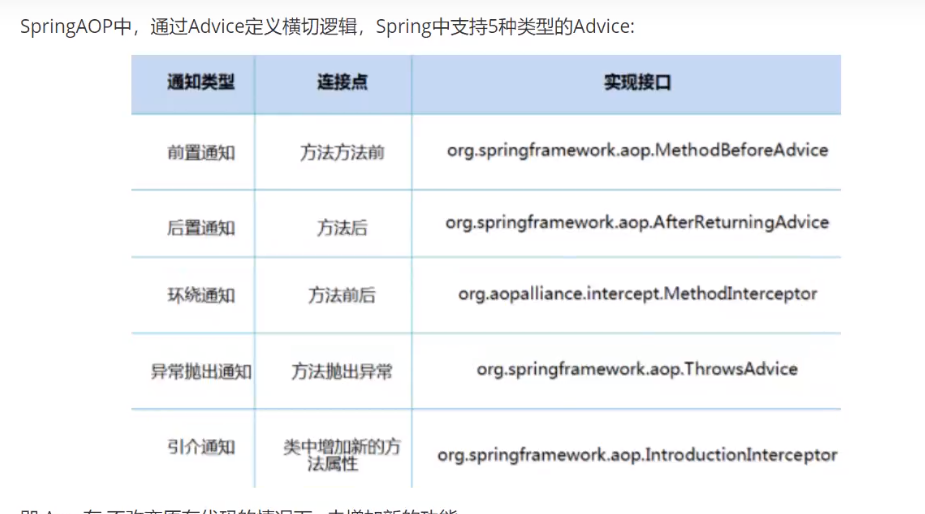 SpringAOP中，通过Advice定义横切逻辑，Spring中支持5种类型的Advice:
通知类型 连接点 实现接口
前置通知 方法方法前 org.springframework.aop.MethodBeforeAdvice
后置通知 方法后 org.springframework.aop.AfterReturningAdvice
环绕通知 方法前后 org.aopalliance.intercept.MethodInterceptor
异常抛出通知 方法抛出异常 org.springframework.aop.ThrowsAdvice
引介通知 类中增加新的方
法属性 org.springframework.aop.IntroductionInterceptor